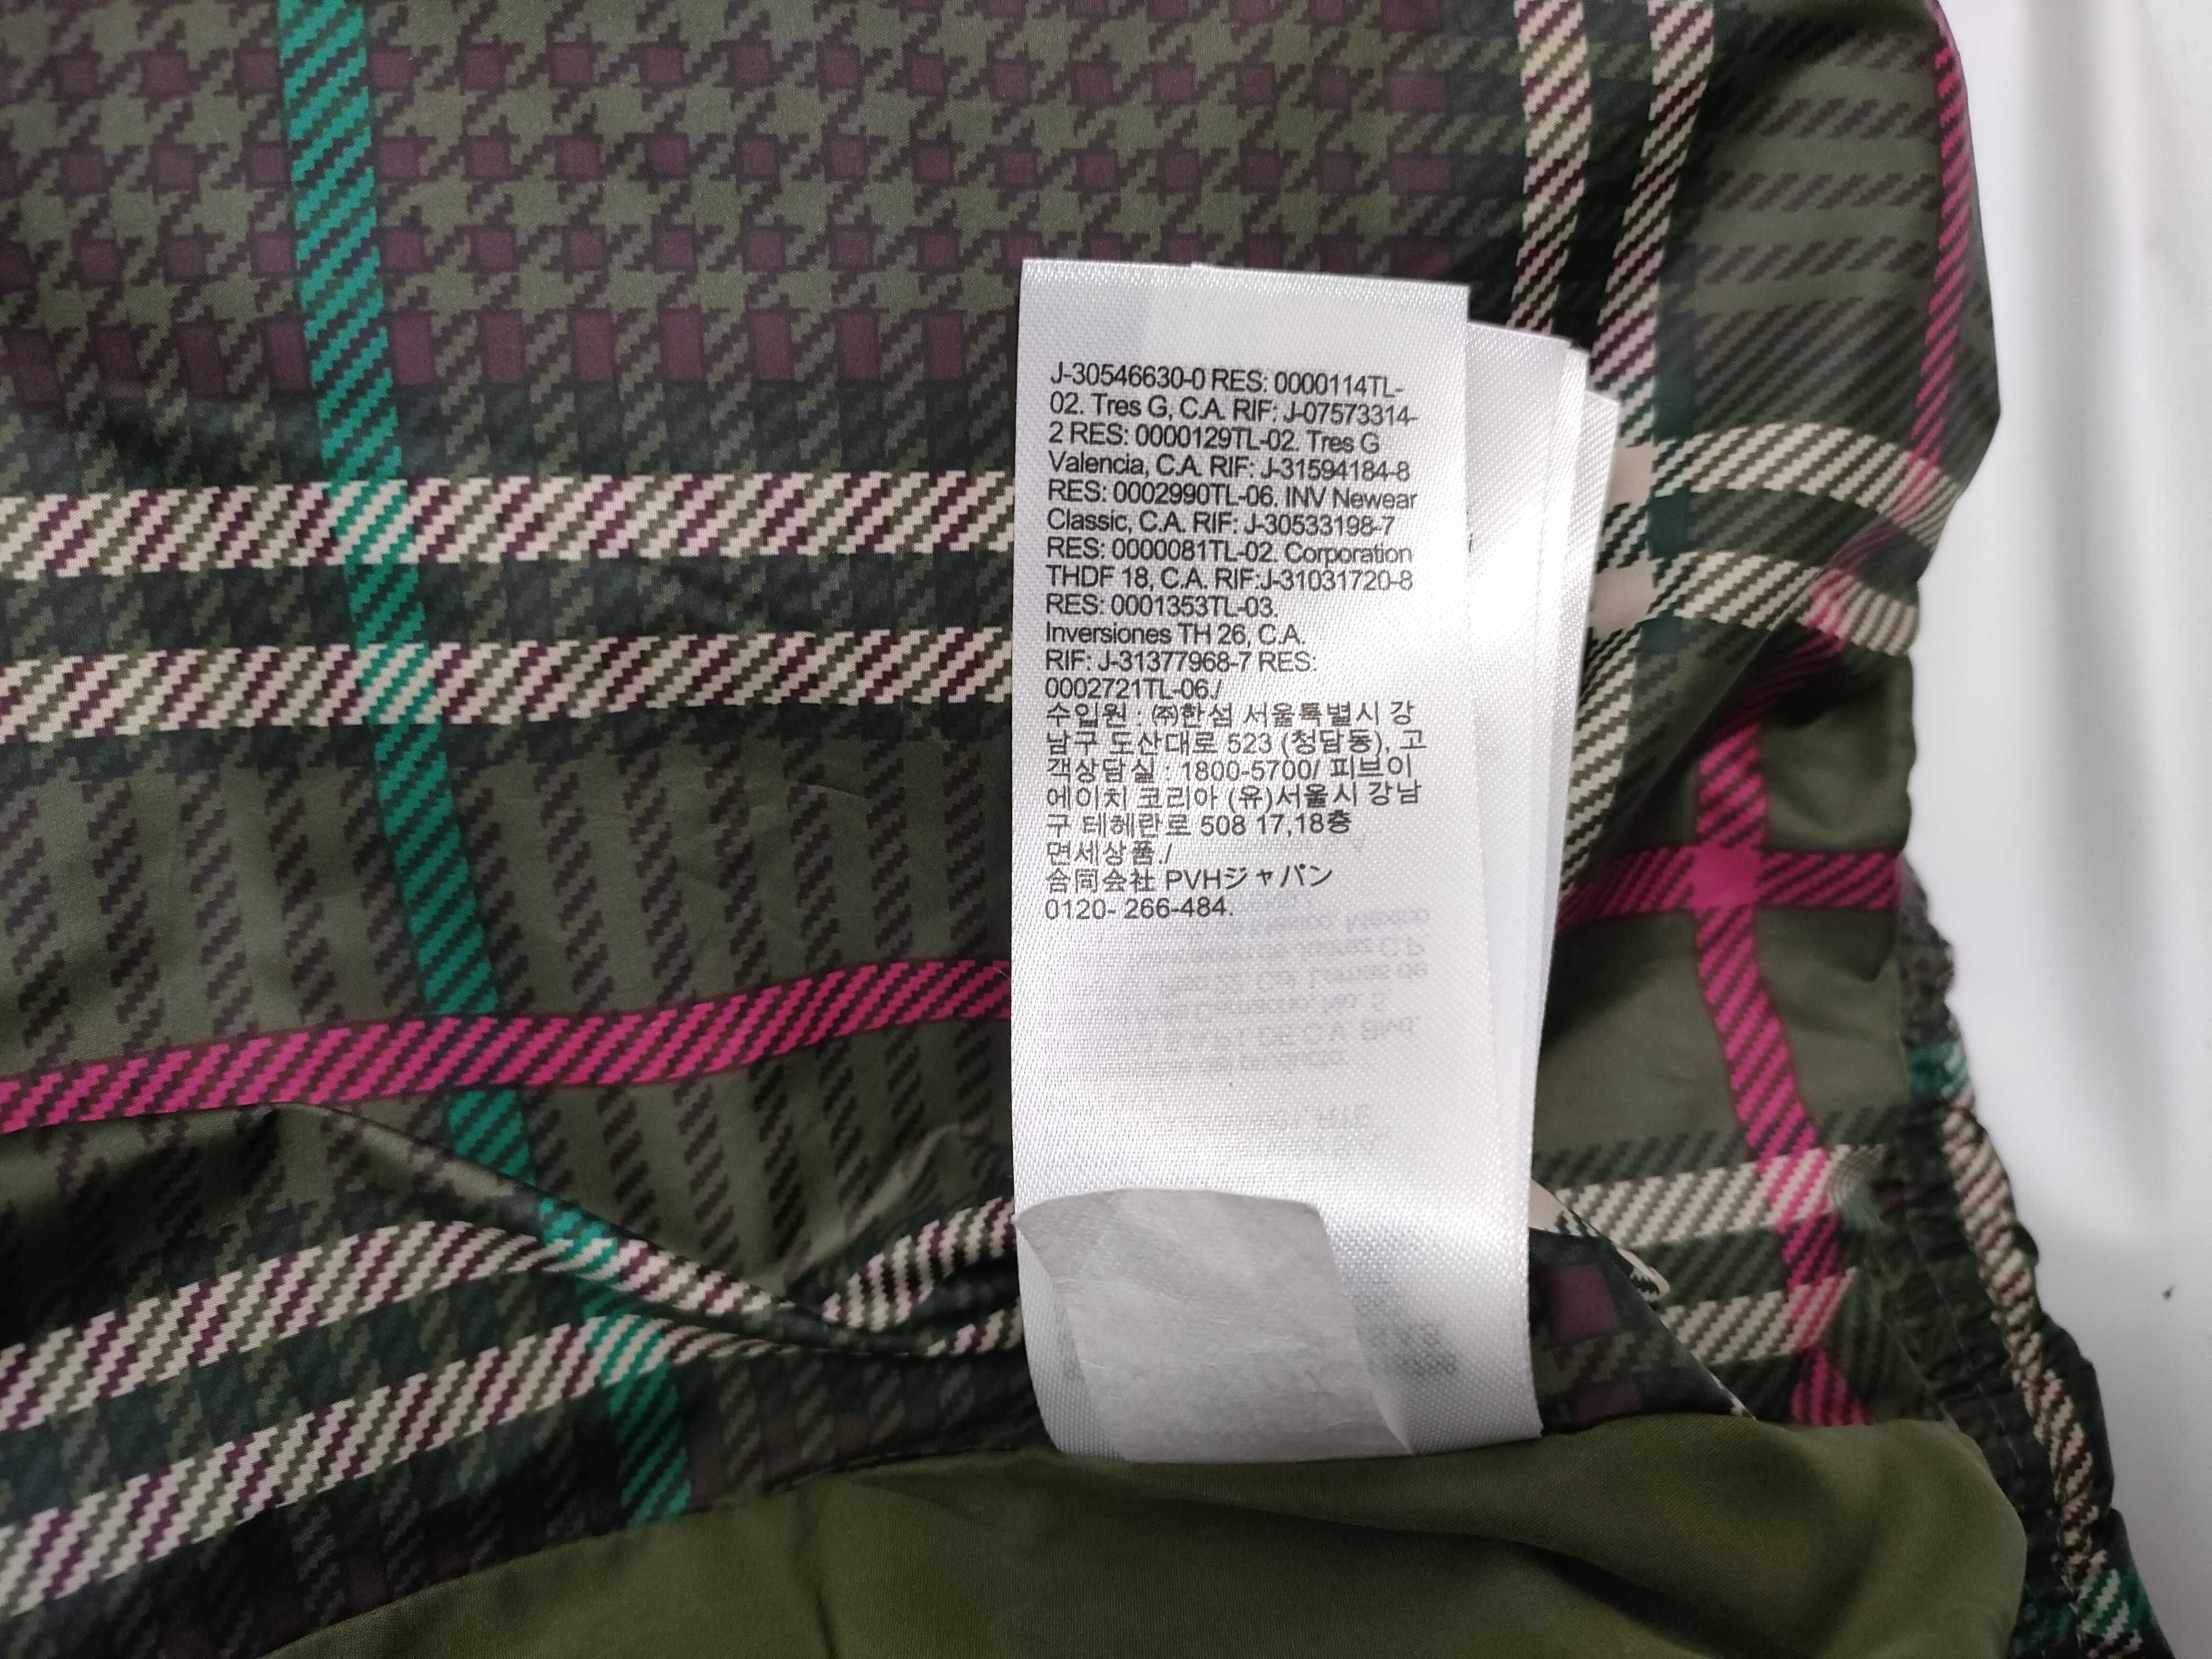 J-30546630-0 RES: 0000114TL-
02. Tres G, C.A. RIF: J-07573314-
2 RES: 0000129TL-02. Tres G
Valencia, C.A. RIF: J-31594184-8
RES: 0002990TL-06. INV Newear
Classic, C.A. RIF: J-30533198-7
RES: 0000081TL-02. Corporation
THDF 18, C.A. RIF:J-31031720-8
RES: 0001353TL-03.
Inversiones TH 26, C.A.
RIF: J-31377968-7 RES:
0002721TL-06./
수입원 : ㈜한섬 서울특별시 강
남구 도산대로 523 (청담동), 고
객상담실 : 1800-5700/ 피브이
에이치 코리아 (유)서울시 강남
구 테헤란로 508 17,18층
면세상품./
合同会社 PVHジャパン
0120- 266-484.